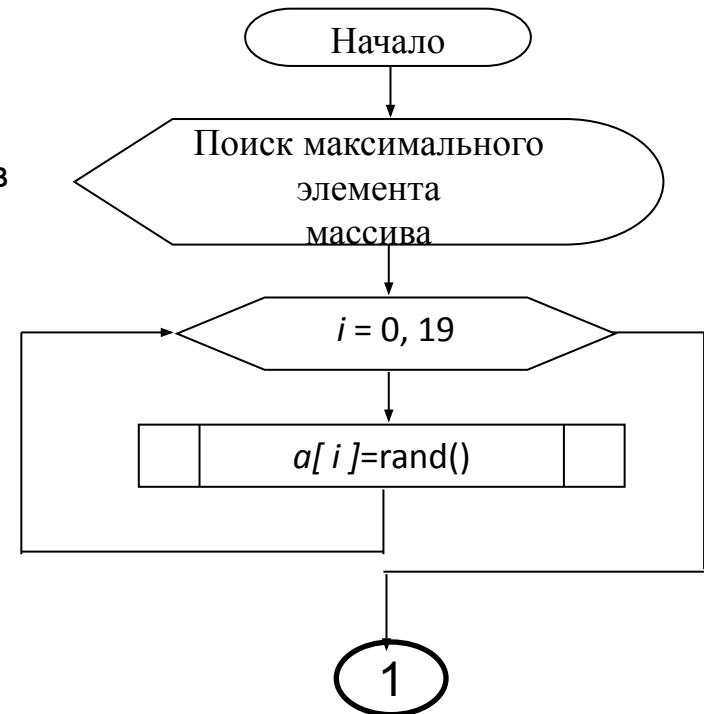 Начало
Поиск максимального
элемента
массива
в
i = 0, 19
a[ i ]=rand()
1